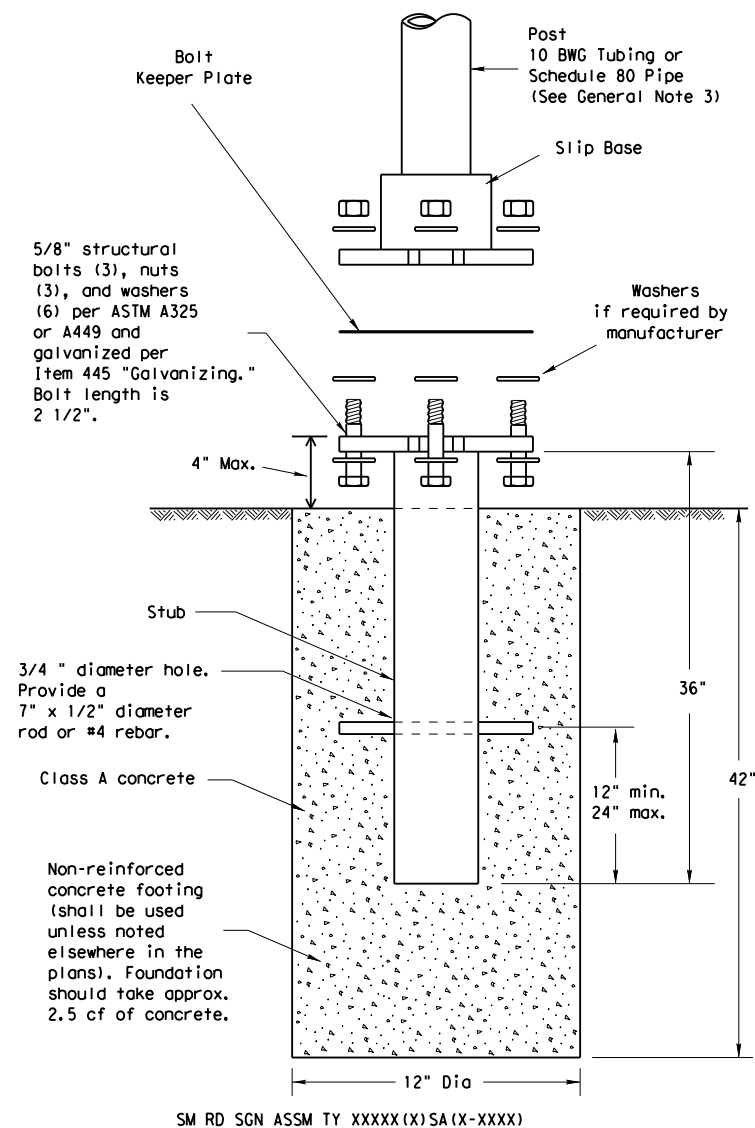 Post
10 BWG Tubing or
Schedule 80 Pipe
(See General Note 3)
Bolt
Keeper Plate
Slip Base
5/8" structural
bolts (3), nuts
(3), and washers
(6) per ASTM A325
or A449 and
galvanized per
Item 445 "Galvanizing."
Bolt length is
2 1/2".
Washers
if required by
manufacturer
4" Max.
Stub
3/4 " diameter hole.
Provide a
7" x 1/2" diameter
rod or #4 rebar.
36"
Class A concrete
12" min.
24" max.
42"
Non-reinforced
concrete footing
(shall be used
unless noted
elsewhere in the
plans). Foundation
should take approx.
2.5 cf of concrete.
12" Dia
SM RD SGN ASSM TY XXXXX(X)SA(X-XXXX)